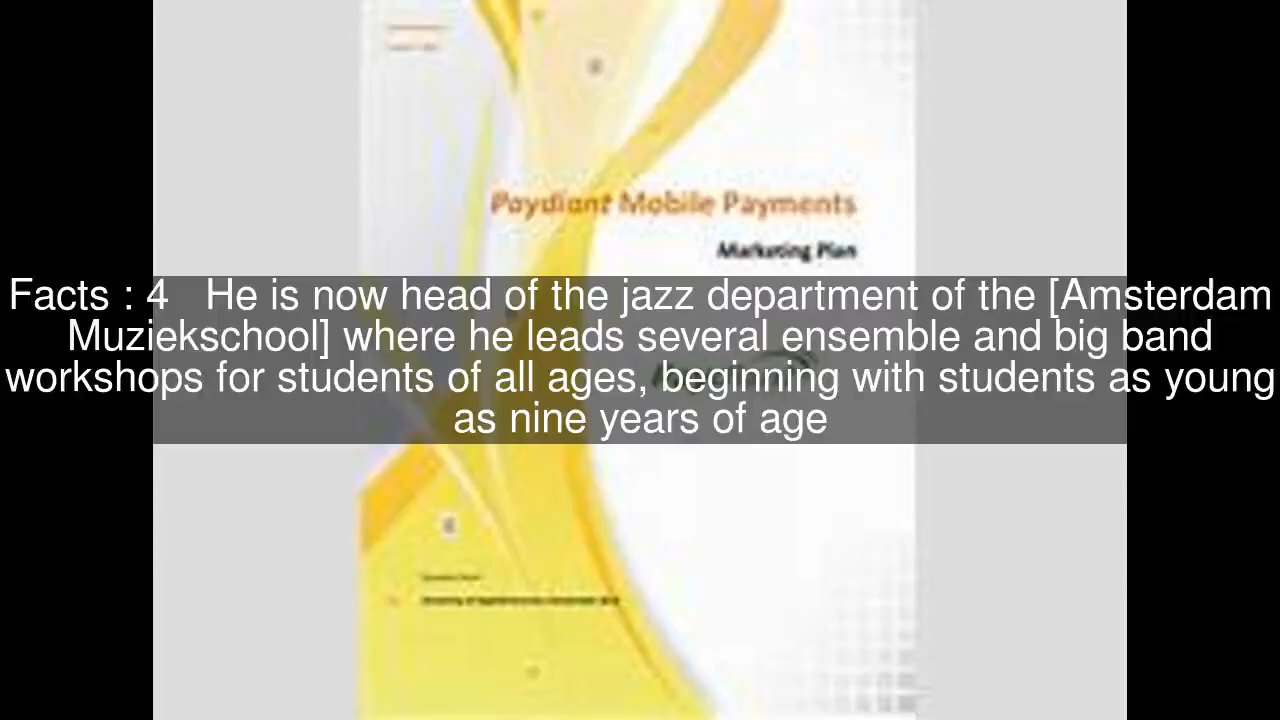 Paydiant Mobile Payments
Marketing Plan
Facts : 4 He is now head of the jazz department of the [Amsterdam
Muziekschool] where he leads several ensemble and big band
workshops for students of all ages, beginning with students as young
as nine years of age